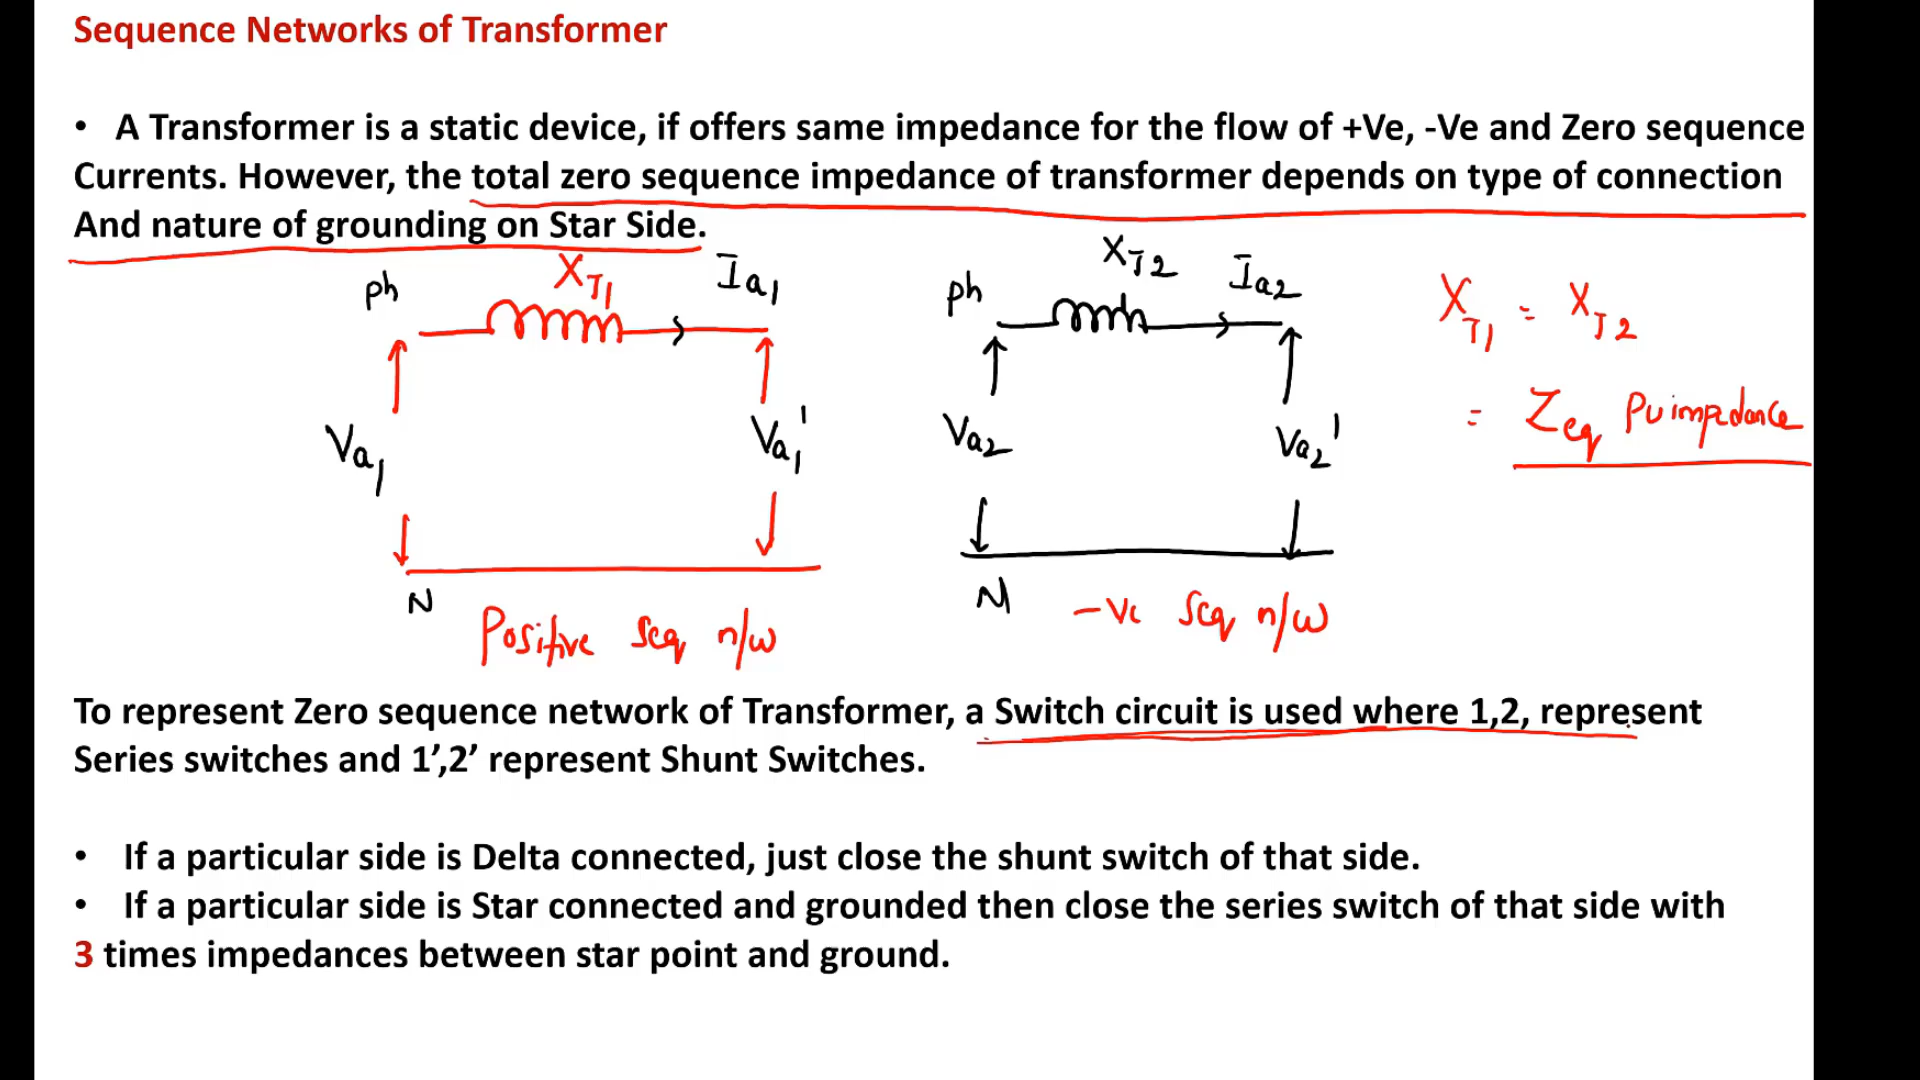 Sequence Networks of Transformer
• A Transformer is a static device, if offers same impedance for the flow of +Ve, -Ve and Zero sequence
Currents. However, the total zero sequence impedance of transformer depends on type of connection
And nature of grounding on Star Side.
ph XT1 Ia1 ph XT2 Ia2
XT1 = XT2
= Zeq Pu impedance
Va1 Va1' Va2 Va2'
N N
Positive Seq n/w -ve Seq n/w
To represent Zero sequence network of Transformer, a Switch circuit is used where 1,2, represent
Series switches and 1’,2’ represent Shunt Switches.
• If a particular side is Delta connected, just close the shunt switch of that side.
• If a particular side is Star connected and grounded then close the series switch of that side with
3 times impedances between star point and ground.